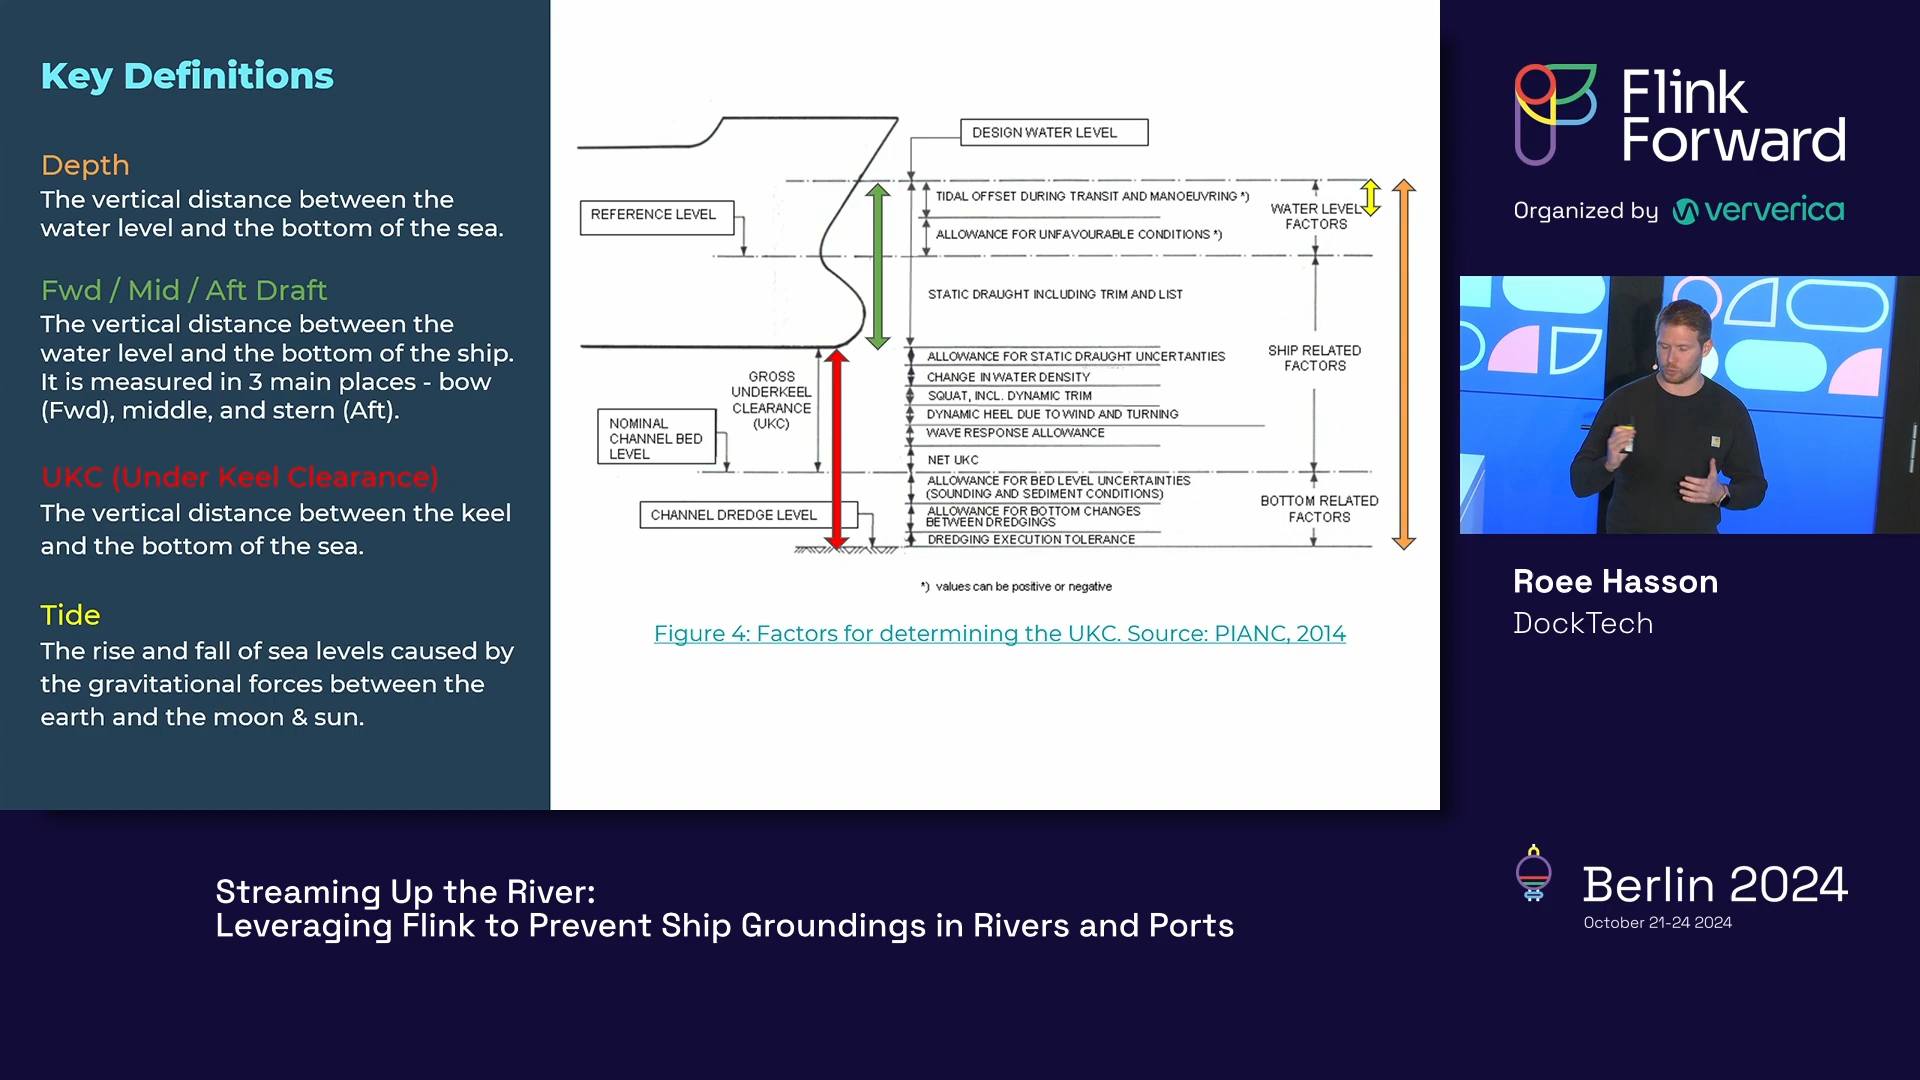 Key Definitions
Depth
The vertical distance between the
water level and the bottom of the sea.
Fwd / Mid / Aft Draft
The vertical distance between the
water level and the bottom of the ship.
It is measured in 3 main places - bow
(Fwd), middle, and stern (Aft).
UKC (Under Keel Clearance)
The vertical distance between the keel
and the bottom of the sea.
Tide
The rise and fall of sea levels caused by
the gravitational forces between the
earth and the moon & sun.
DESIGN WATER LEVEL
REFERENCE LEVEL
TIDAL OFFSET DURING TRANSIT AND MANOEUVRING *)
ALLOWANCE FOR UNFAVOURABLE CONDITIONS *)
WATER LEVEL
FACTORS
STATIC DRAUGHT INCLUDING TRIM AND LIST
ALLOWANCE FOR STATIC DRAUGHT UNCERTANTIES
CHANGE IN WATER DENSITY
SQUAT, INCL. DYNAMIC TRIM
DYNAMIC HEEL DUE TO WIND AND TURNING
WAVE RESPONSE ALLOWANCE
NET UKC
SHIP RELATED
FACTORS
GROSS
UNDERKEEL
CLEARANCE
(UKC)
NOMINAL
CHANNEL BED
LEVEL
ALLOWANCE FOR BED LEVEL UNCERTAINTIES
(SOUNDING AND SEDIMENT CONDITIONS)
ALLOWANCE FOR BOTTOM CHANGES
BETWEEN DREDGINGS
DREDGING EXECUTION TOLERANCE
BOTTOM RELATED
FACTORS
CHANNEL DREDGE LEVEL
*) values can be positive or negative
Figure 4: Factors for determining the UKC. Source: PIANC, 2014
Flink
Forward
Organized by ververica
Roee Hasson
DockTech
Streaming Up the River:
Leveraging Flink to Prevent Ship Groundings in Rivers and Ports
Berlin 2024
October 21-24 2024